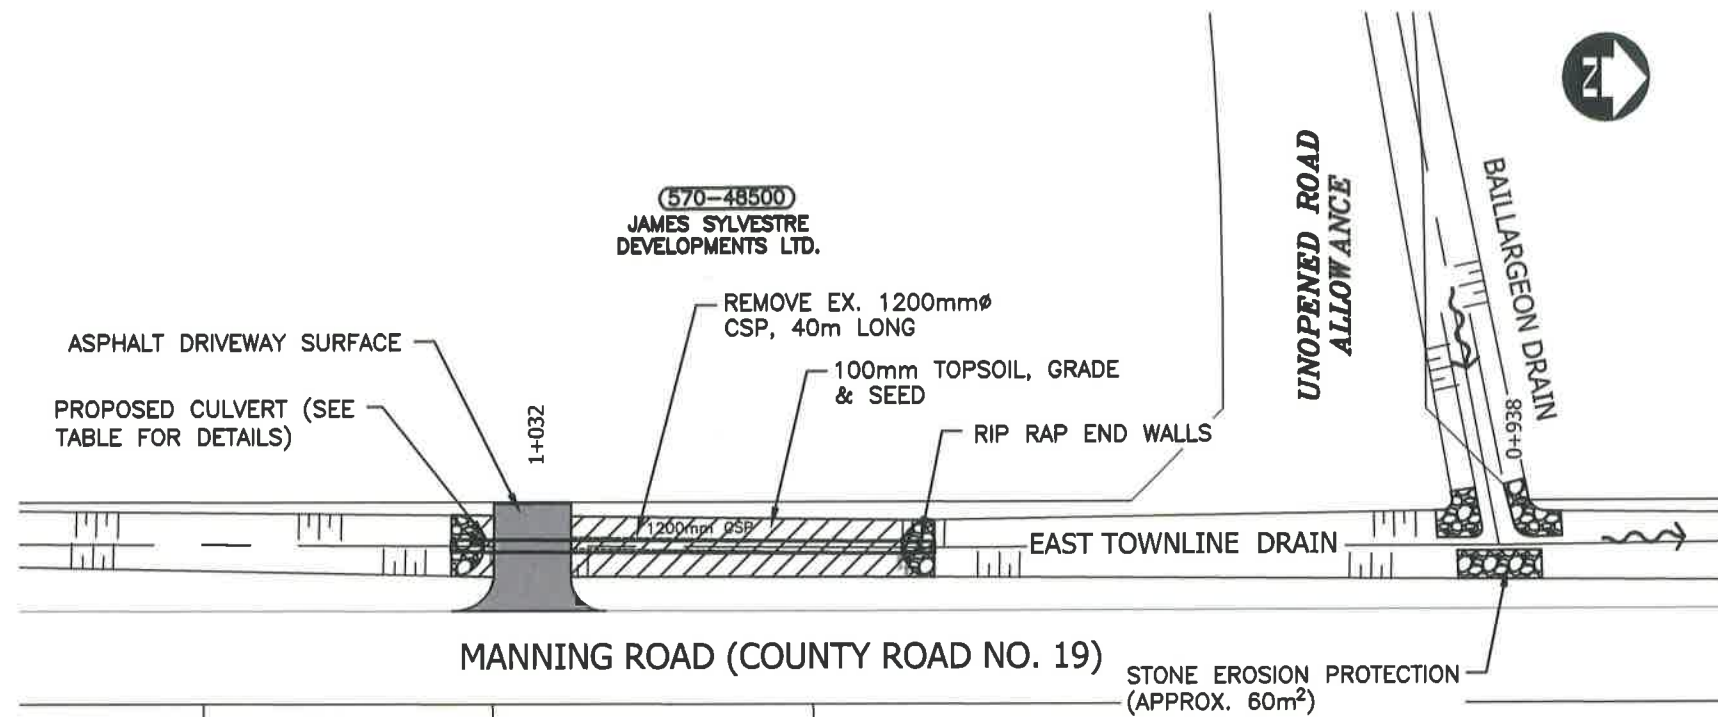 N
570-48500
JAMES SYLVESTRE
DEVELOPMENTS LTD.
UNOPENED ROAD
ALLOWANCE
BAILLARGEON DRAIN
0+938
REMOVE EX. 1200mmø
CSP, 40m LONG
ASPHALT DRIVEWAY SURFACE
100mm TOPSOIL, GRADE
& SEED
PROPOSED CULVERT (SEE
TABLE FOR DETAILS)
1+032
RIP RAP END WALLS
1200mm CSP
EAST TOWNLINE DRAIN
MANNING ROAD (COUNTY ROAD NO. 19)
STONE EROSION PROTECTION
(APPROX. 60m²)